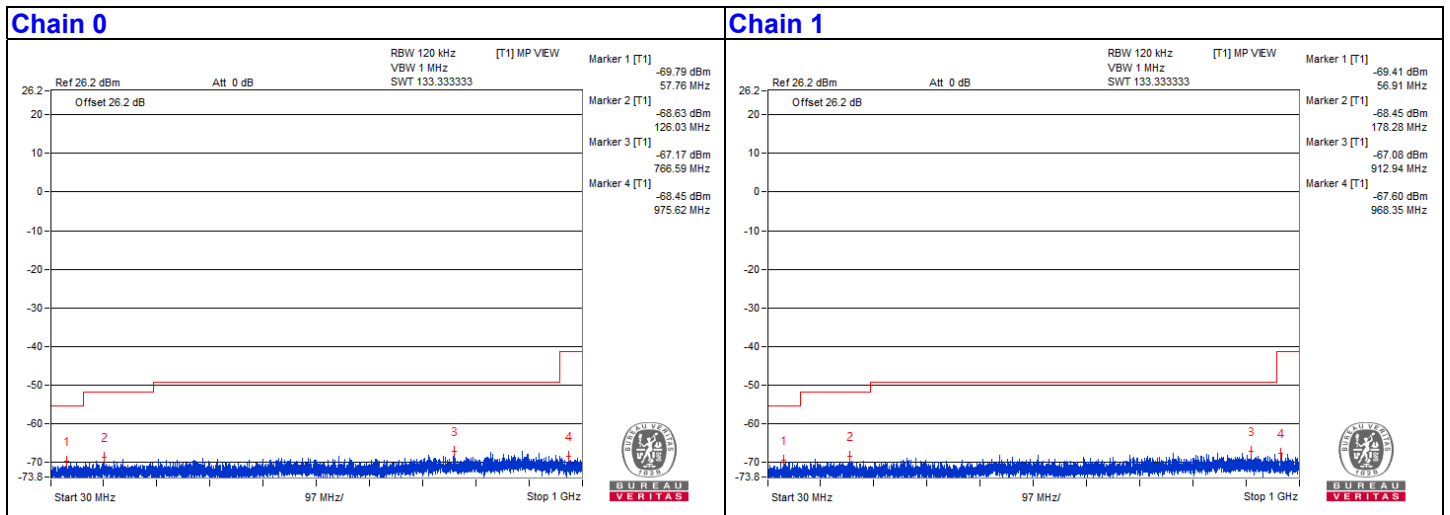 Chain 0
RBW 120 kHz [T1] MP VIEW
VBW 1 MHz
Ref 26.2 dBm Att 0 dB SWT 133.333333
Offset 26.2 dB
26.2
20
10
0
-10
-20
-30
-40
-50
-60
-70
-73.8
1
2
3
4
Start 30 MHz 97 MHz/ Stop 1 GHz
Marker 1 [T1]
-69.79 dBm
57.76 MHz
Marker 2 [T1]
-68.63 dBm
126.03 MHz
Marker 3 [T1]
-67.17 dBm
766.59 MHz
Marker 4 [T1]
-68.45 dBm
975.62 MHz
BUREAU VERITAS
1828
BUREAU
VERITAS
Chain 1
RBW 120 kHz [T1] MP VIEW
VBW 1 MHz
Ref 26.2 dBm Att 0 dB SWT 133.333333
Offset 26.2 dB
26.2
20
10
0
-10
-20
-30
-40
-50
-60
-70
-73.8
1
2
3
4
Start 30 MHz 97 MHz/ Stop 1 GHz
Marker 1 [T1]
-69.41 dBm
56.91 MHz
Marker 2 [T1]
-68.45 dBm
178.28 MHz
Marker 3 [T1]
-67.08 dBm
912.94 MHz
Marker 4 [T1]
-67.60 dBm
968.35 MHz
BUREAU VERITAS
1828
BUREAU
VERITAS